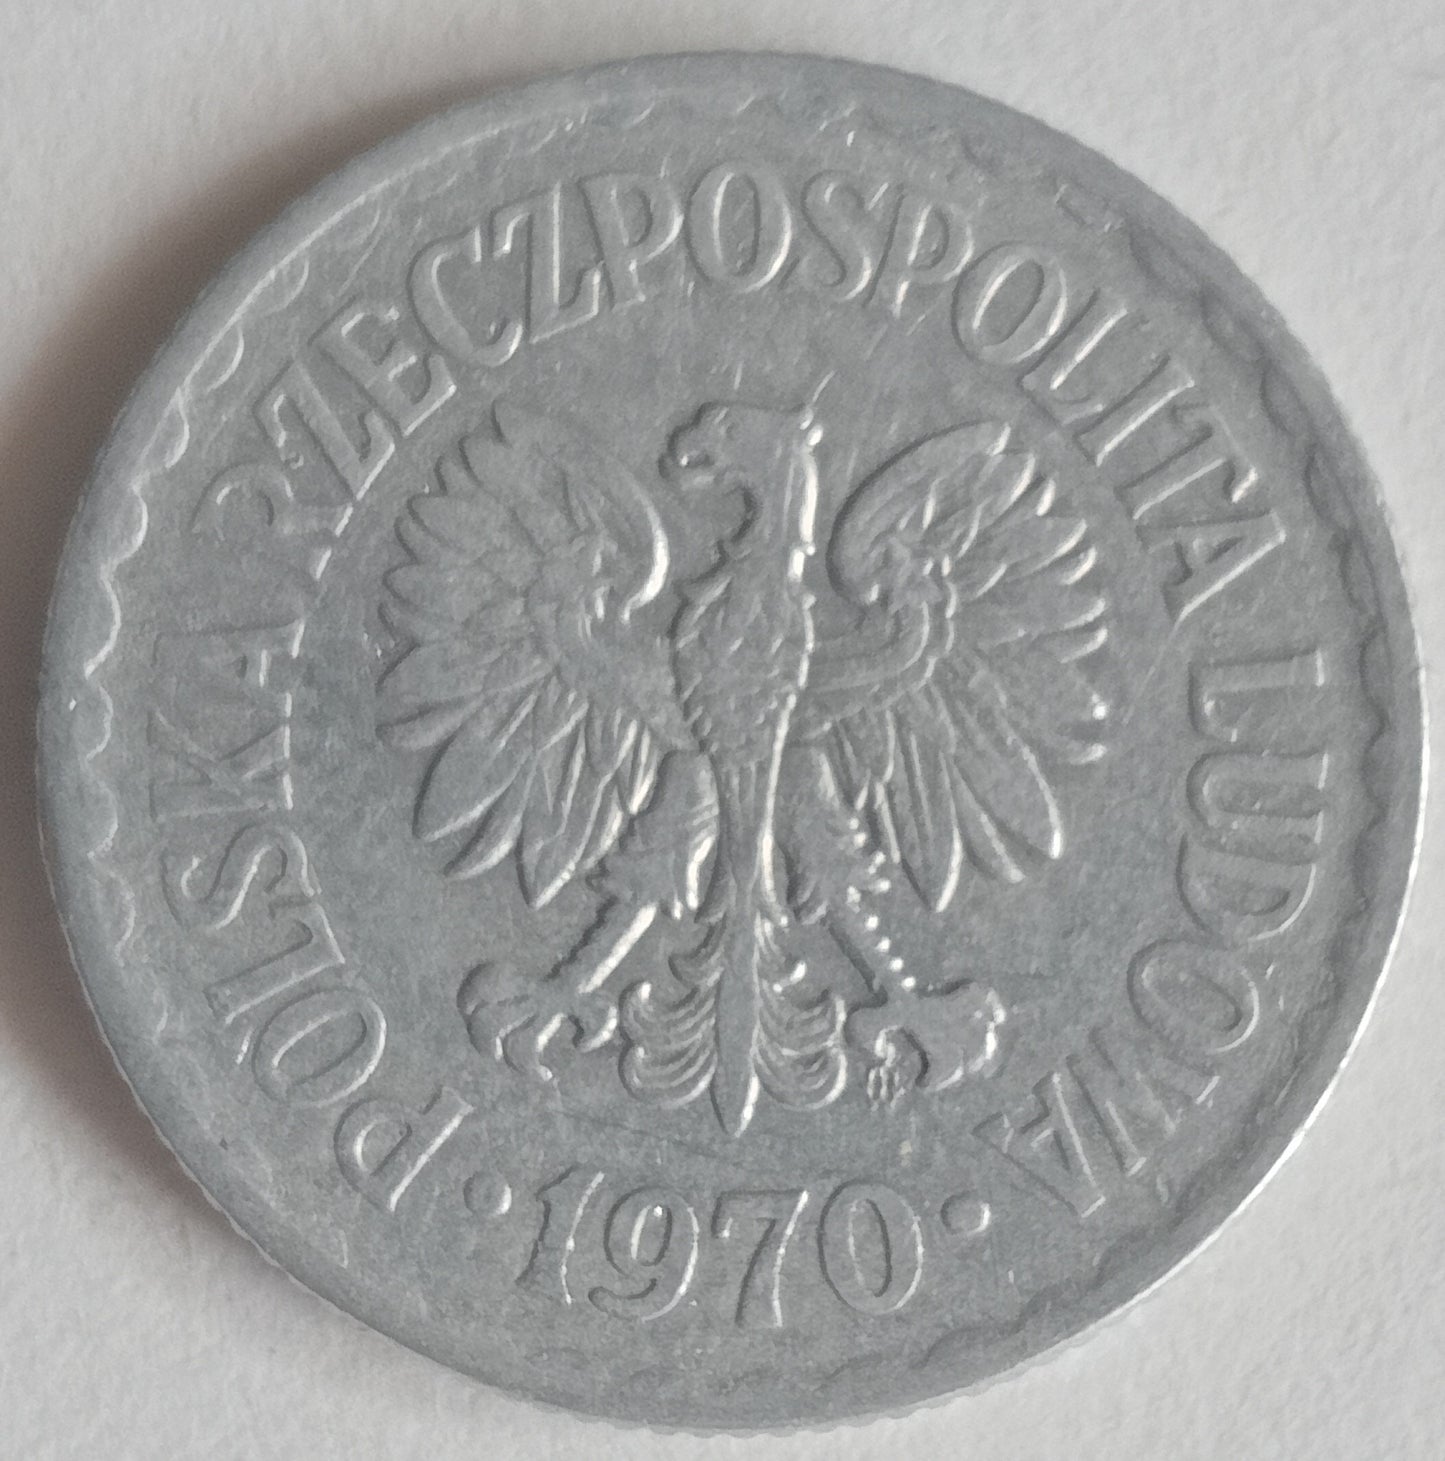 POLSKA RZECZPOSPOLITA LUDOWA
• 1970 •